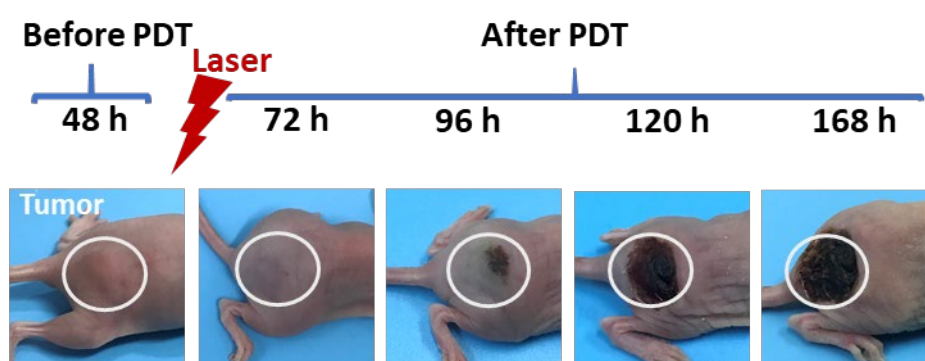 Before PDT
After PDT
Laser
48 h
72 h
96 h
120 h
168 h
Tumor